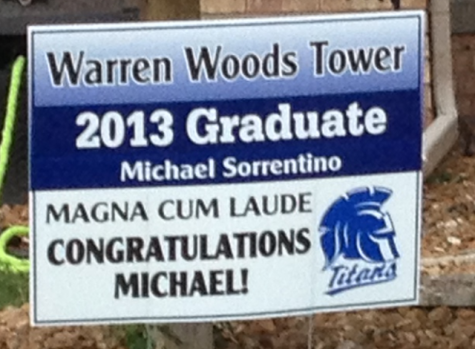 Warren Woods Tower
2013 Graduate
Michael Sorrentino
MAGNA CUM LAUDE
CONGRATULATIONS
MICHAEL!
Titans